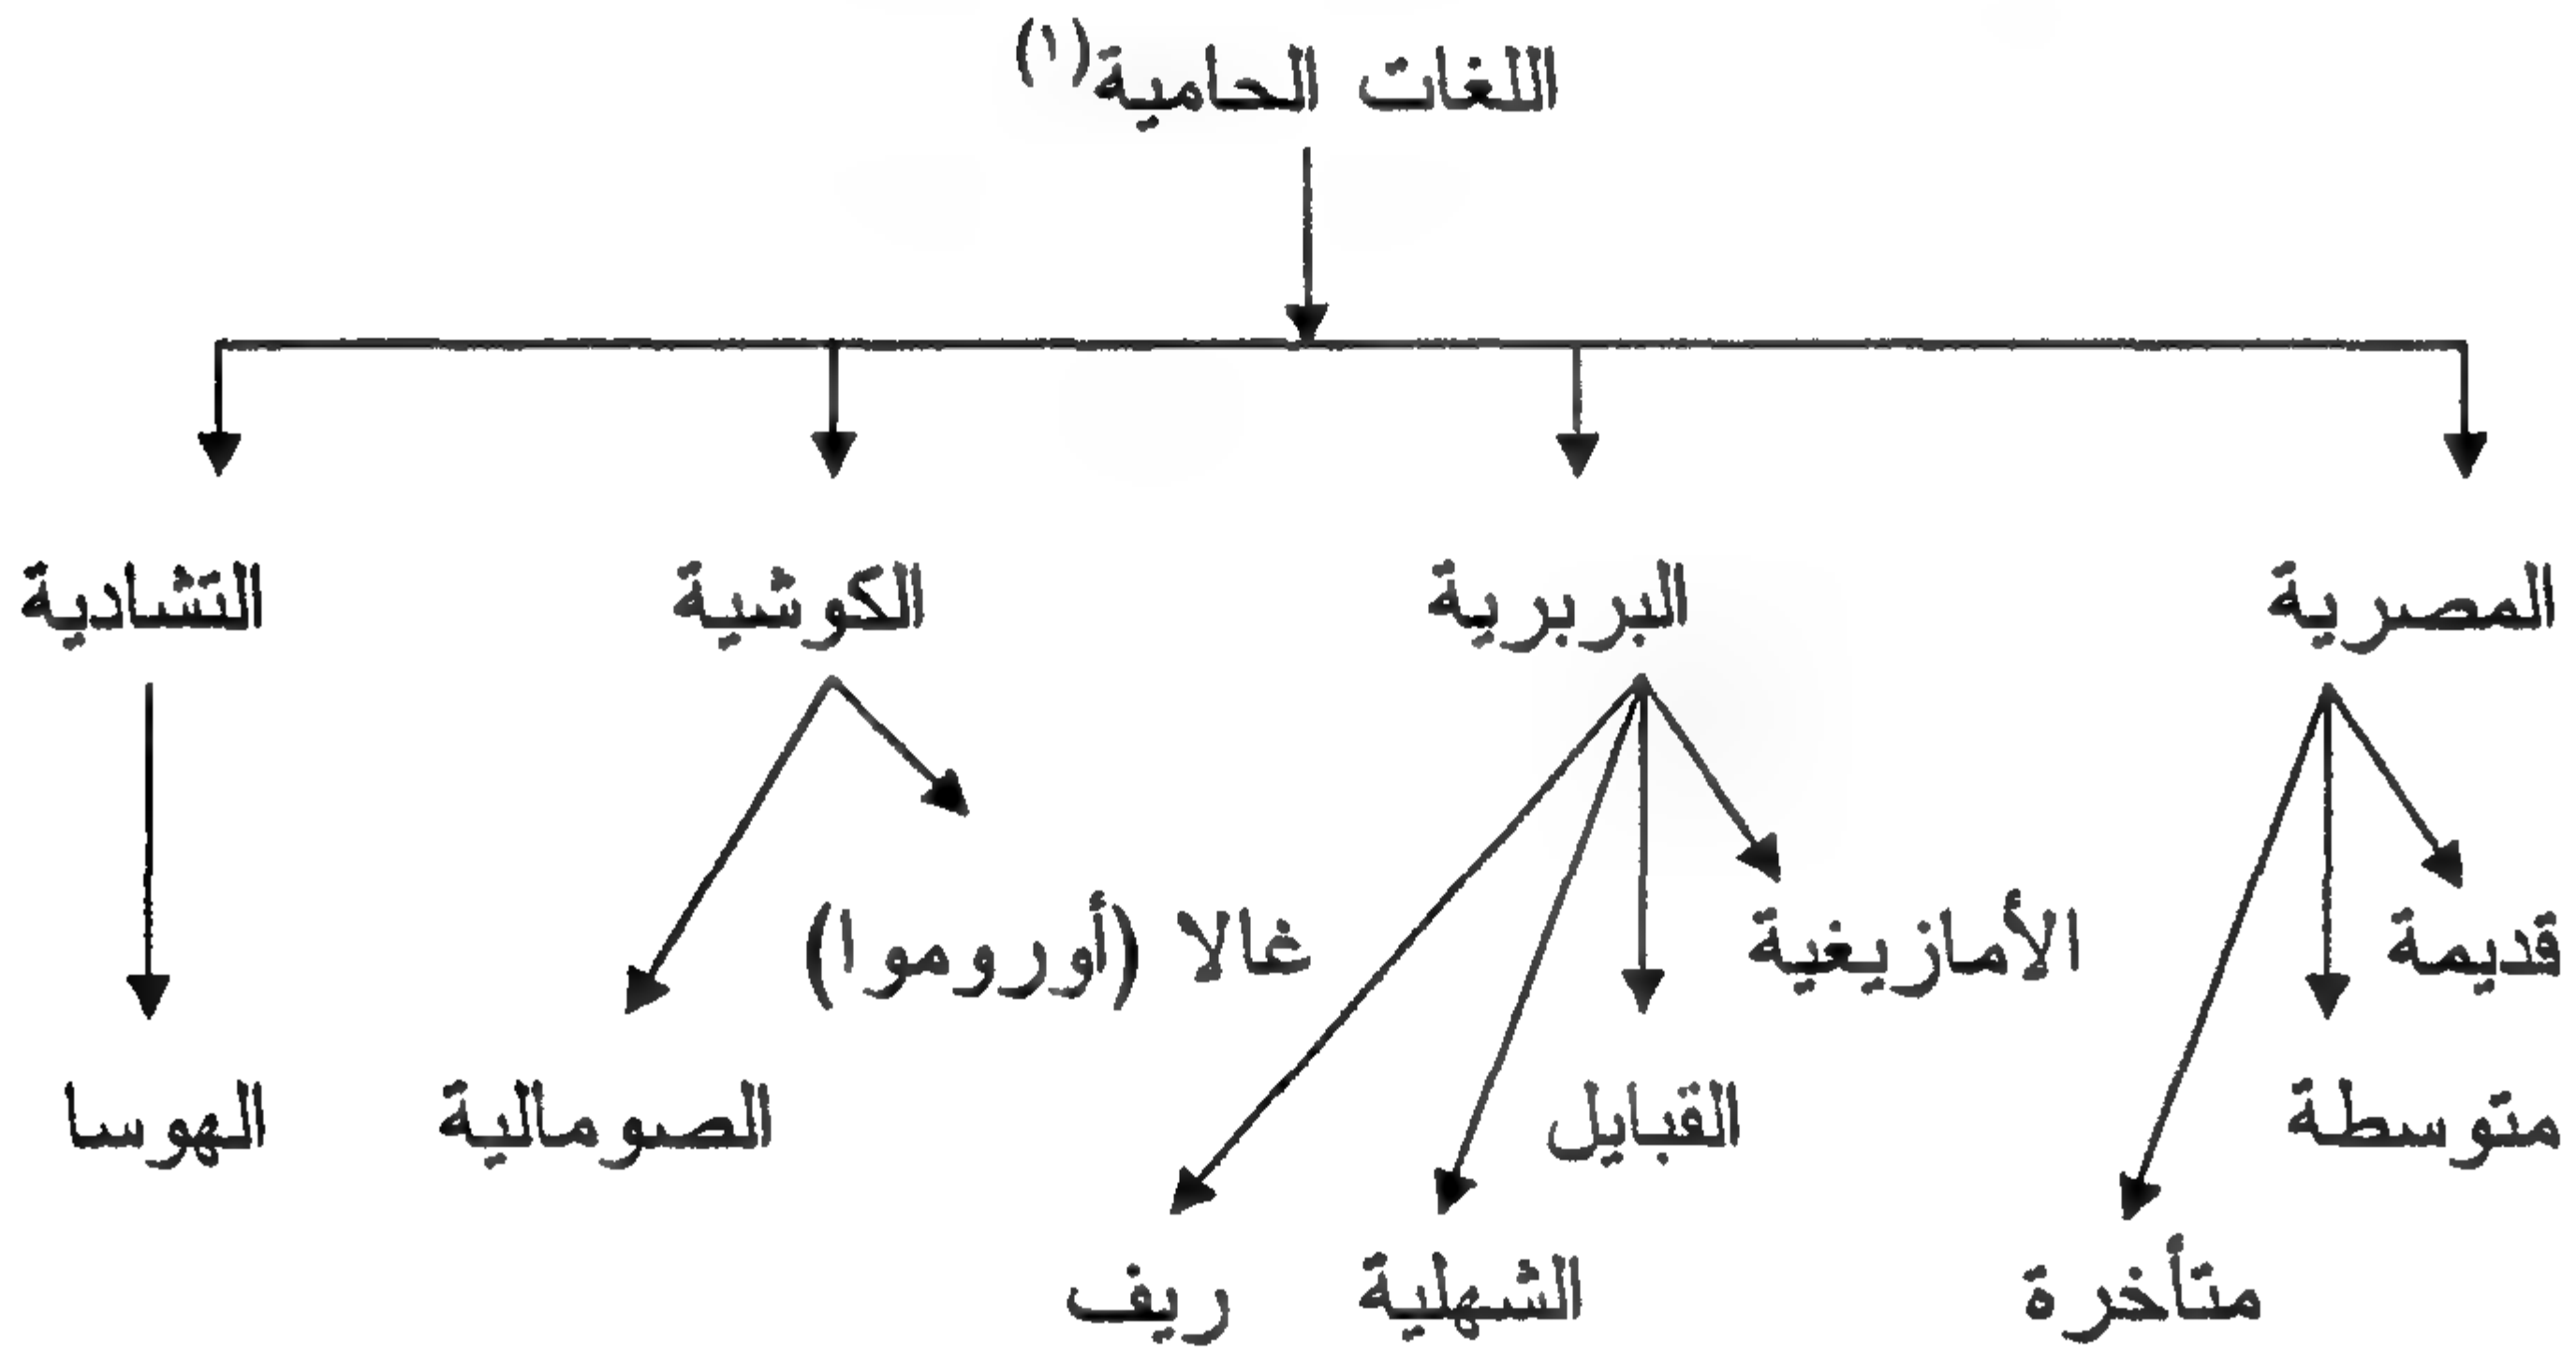 اللغات الحامية(١)
المصرية البربرية الكوشية التشادية
قديمة الأمازيغية غالا (أوروموا)
متوسطة القبايل الصومالية الهوسا
متأخرة الشهلية ريف